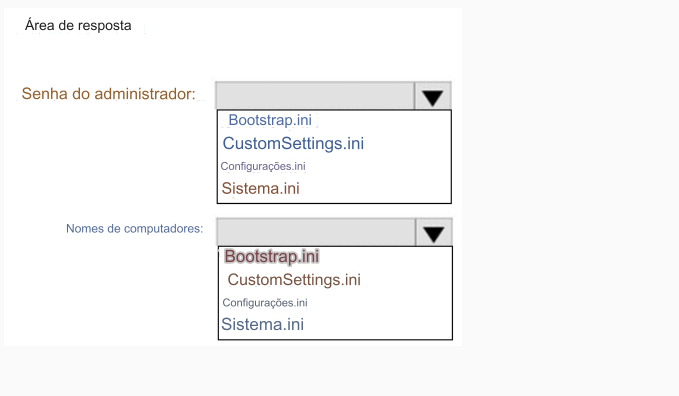 Área de resposta
Senha do administrador:
Bootstrap.ini
CustomSettings.ini
Configurações.ini
Sistema.ini
Nomes de computadores:
Bootstrap.ini
CustomSettings.ini
Configurações.ini
Sistema.ini